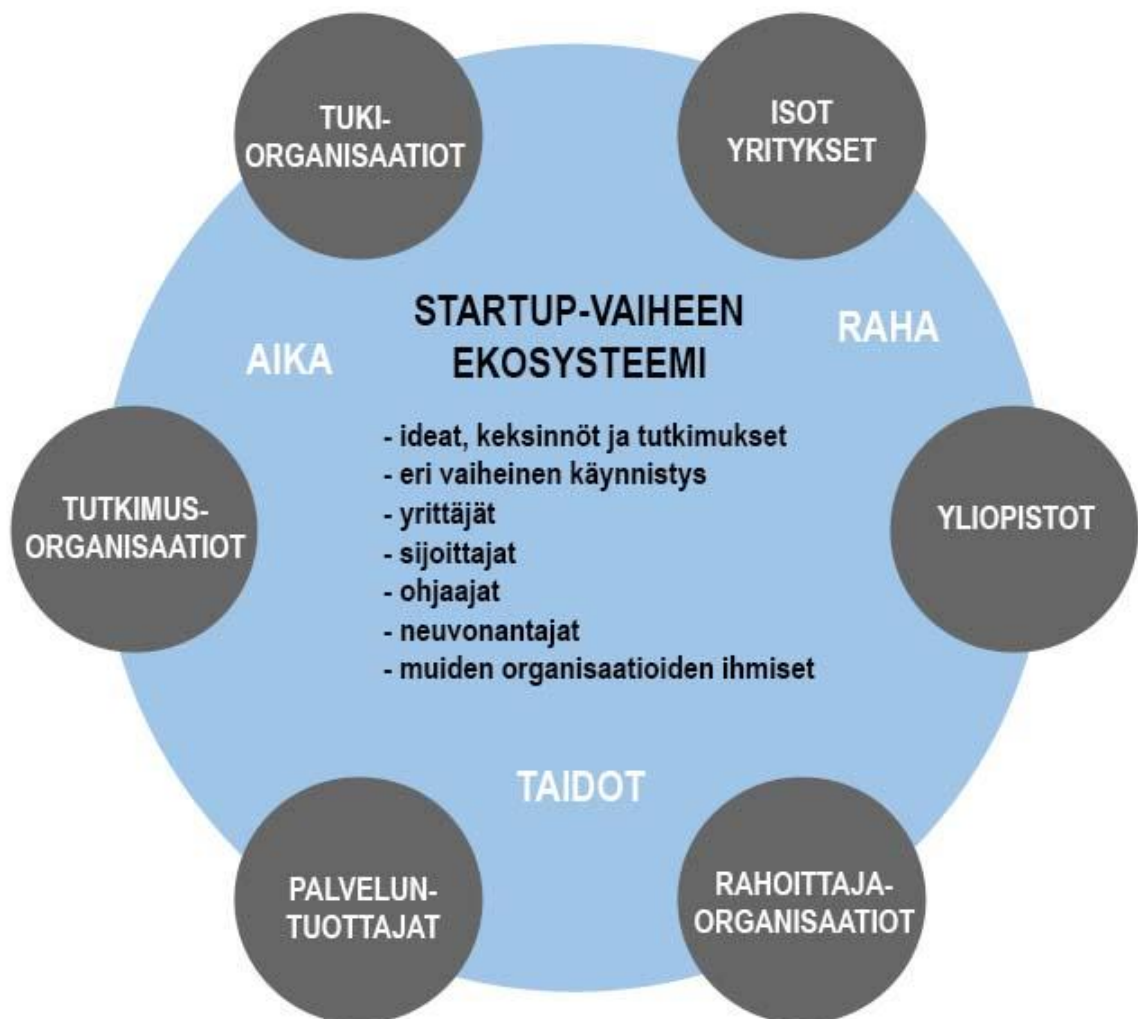 TUKI-
ORGANISAATIOT
ISOT
YRITYKSET
STARTUP-VAIHEEN
EKOSYSTEEMI
RAHA
AIKA
- ideat, keksinnöt ja tutkimukset
- eri vaiheinen käynnistys
- yrittäjät
- sijoittajat
- ohjaajat
- neuvonantajat
- muiden organisaatioiden ihmiset
TUTKIMUS-
ORGANISAATIOT
YLIOPISTOT
TAIDOT
PALVELUN-
TUOTTAJAT
RAHOITTAJA-
ORGANISAATIOT